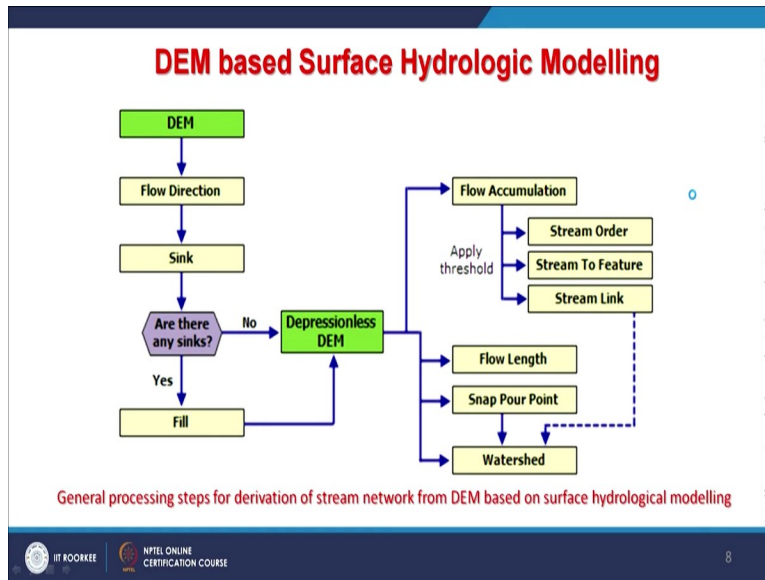 DEM based Surface Hydrologic Modelling
DEM
Flow Direction
Sink
Are there
any sinks?
No
Yes
Fill
Depressionless
DEM
Flow Accumulation
Apply
threshold
Stream Order
Stream To Feature
Stream Link
Flow Length
Snap Pour Point
Watershed
General processing steps for derivation of stream network from DEM based on surface hydrological modelling
IIT ROORKEE
NPTEL ONLINE
CERTIFICATION COURSE
8